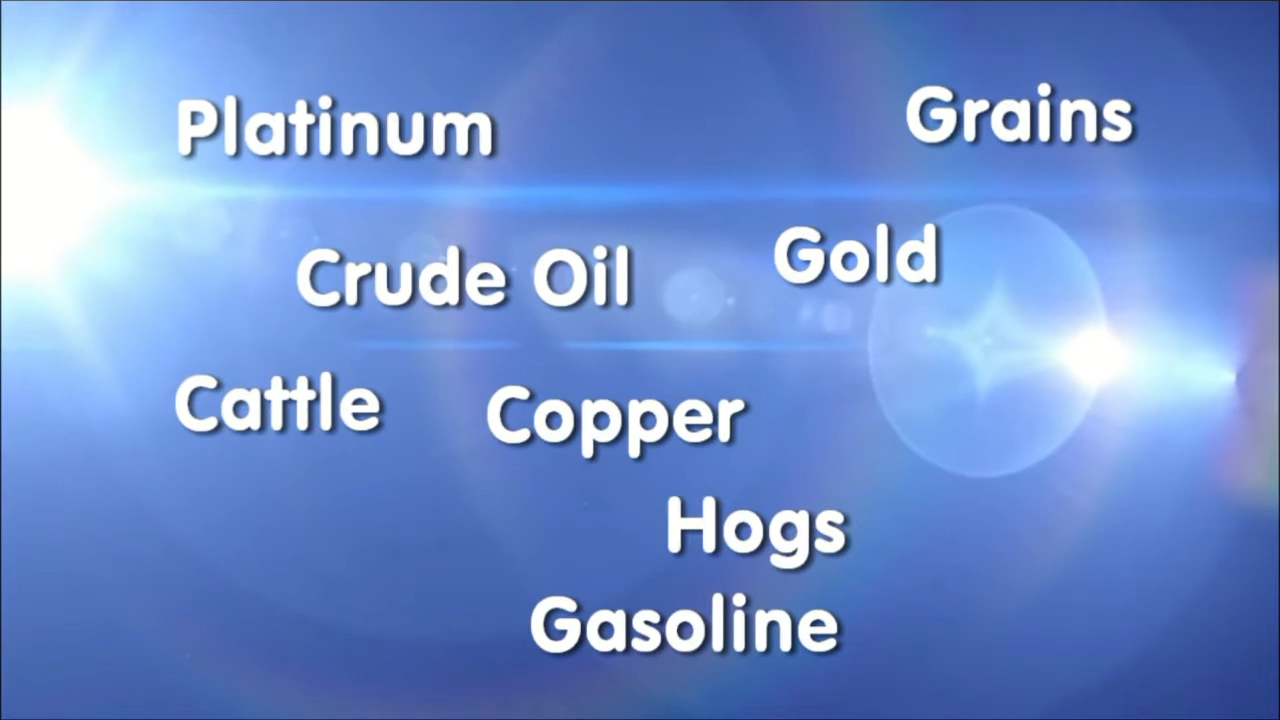 Platinum
Grains
Crude Oil
Gold
Cattle
Copper
Hogs
Gasoline